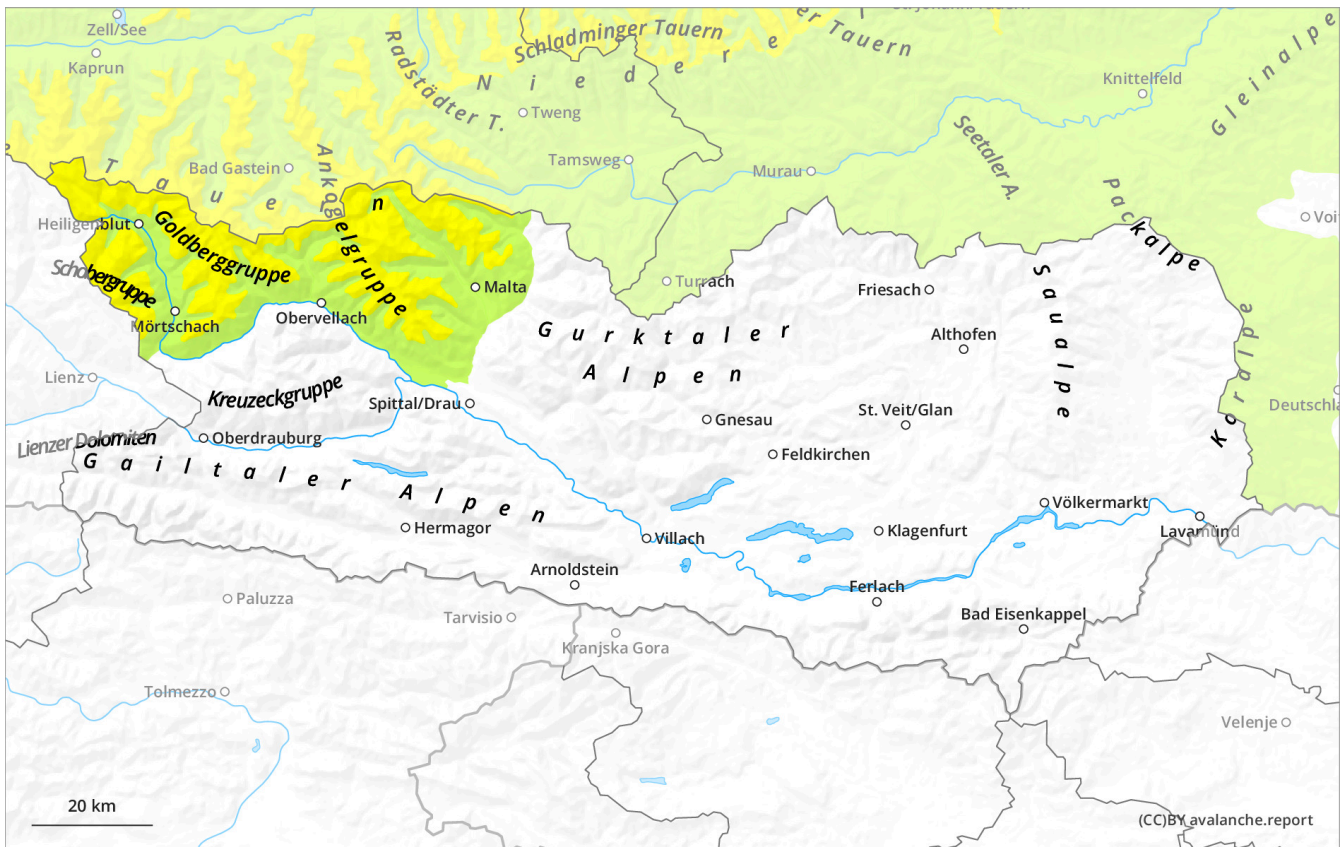 Zell/See
Kaprun
Radstädter T.
Schladminger Tauern
Niedere
er Tauern
Tweng
Knittelfeld
Gleinalpe
Tauern
Bad Gastein
Ankogelgruppe
Tamsweg
Murau
Seetaler A.
Packalpe
Heiligenblut
Goldberggruppe
Schobergruppe
Mörtschach
Obervellach
Malta
Turrach
Friesach
Saualpe
Koralpe
Gurktaler
Alpen
Althofen
Lienz
Kreuzeckgruppe
Spittal/Drau
Gnesau
St. Veit/Glan
Lienzer Dolomiten
Oberdrauburg
Feldkirchen
Gailtaler Alpen
Hermagor
Villach
Klagenfurt
Völkermarkt
Lavamünd
Arnoldstein
Ferlach
Bad Eisenkappel
Paluzza
Tarvisio
Kranjska Gora
Tolmezzo
Velenje
20 km
(CC)BY avalanche.report